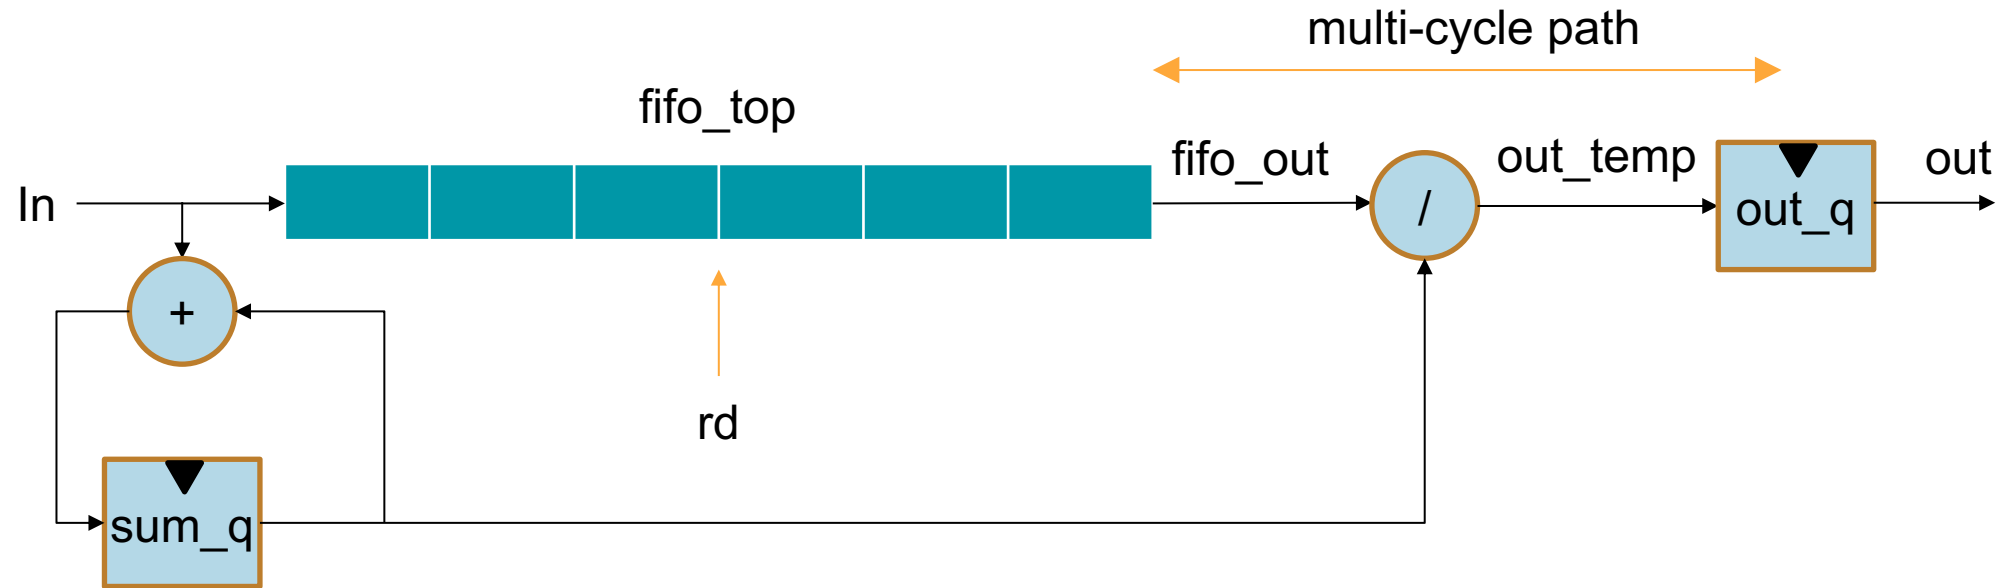 multi-cycle path
fifo_top
fifo_out
out_temp
out
In
/
out_q
+
rd
sum_q